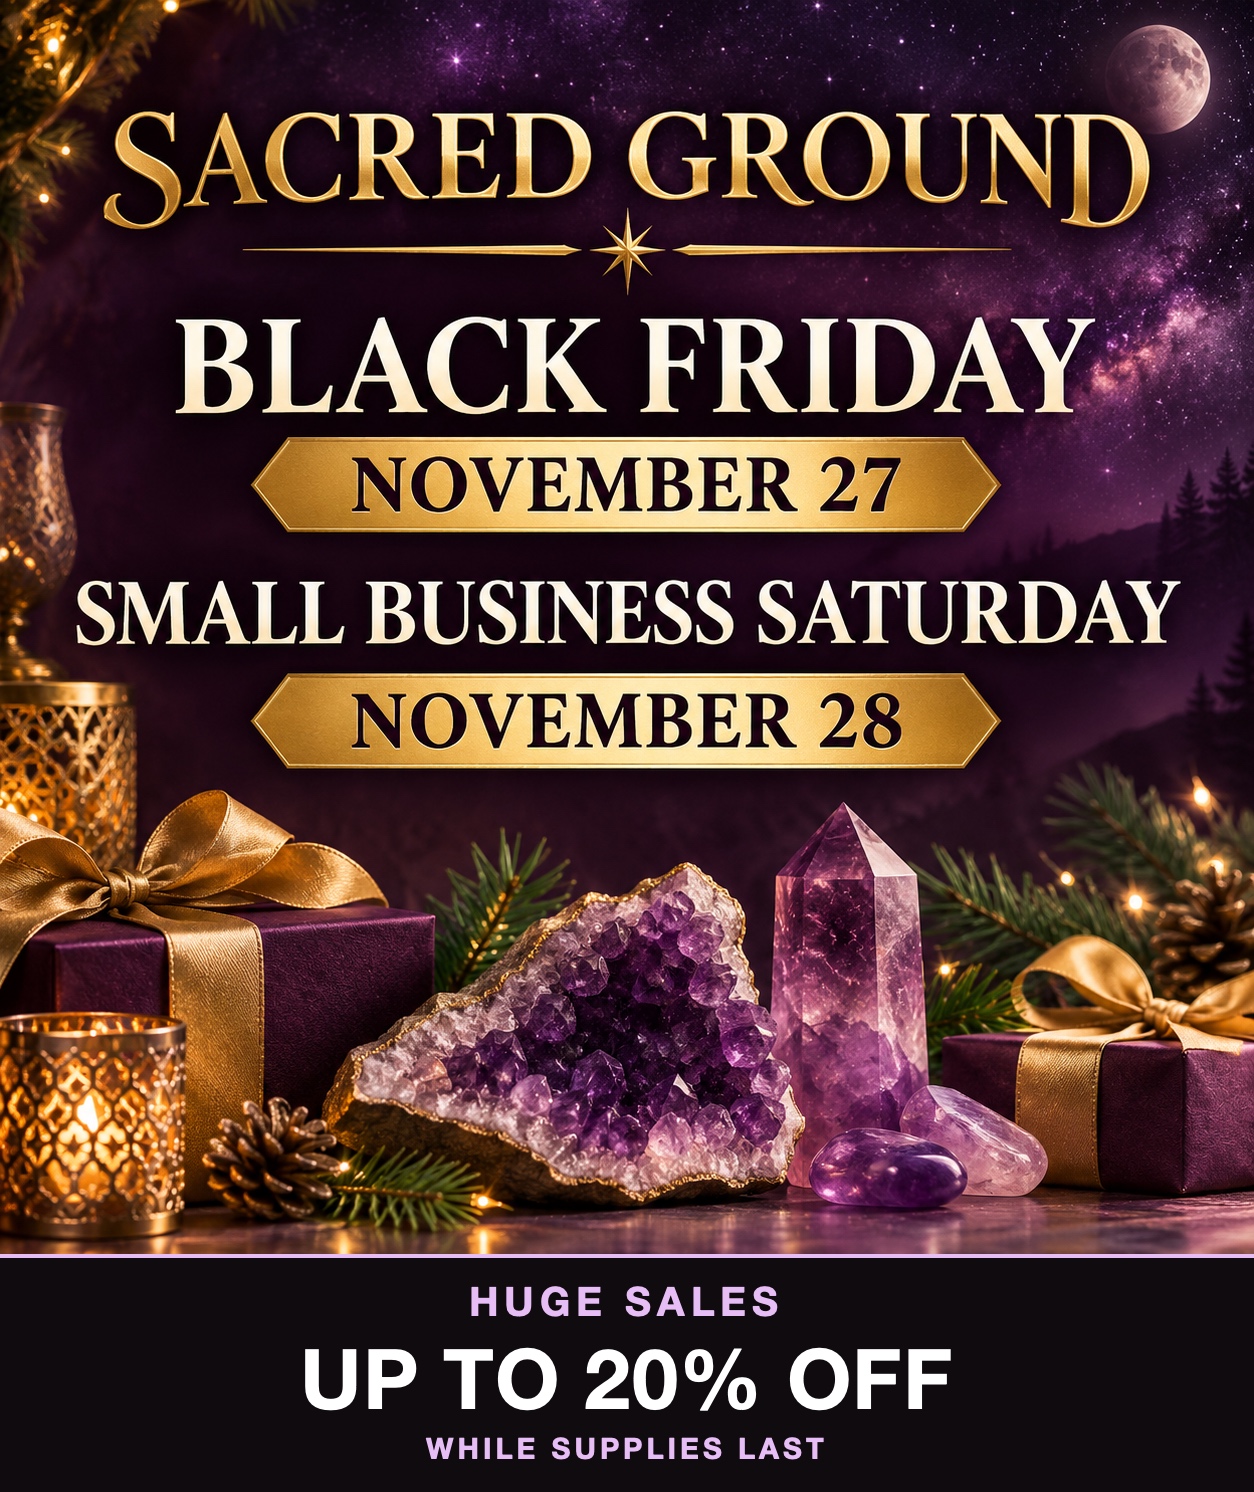 SACRED GROUND
BLACK FRIDAY
NOVEMBER 27
SMALL BUSINESS SATURDAY
NOVEMBER 28
HUGE SALES
UP TO 20% OFF
WHILE SUPPLIES LAST